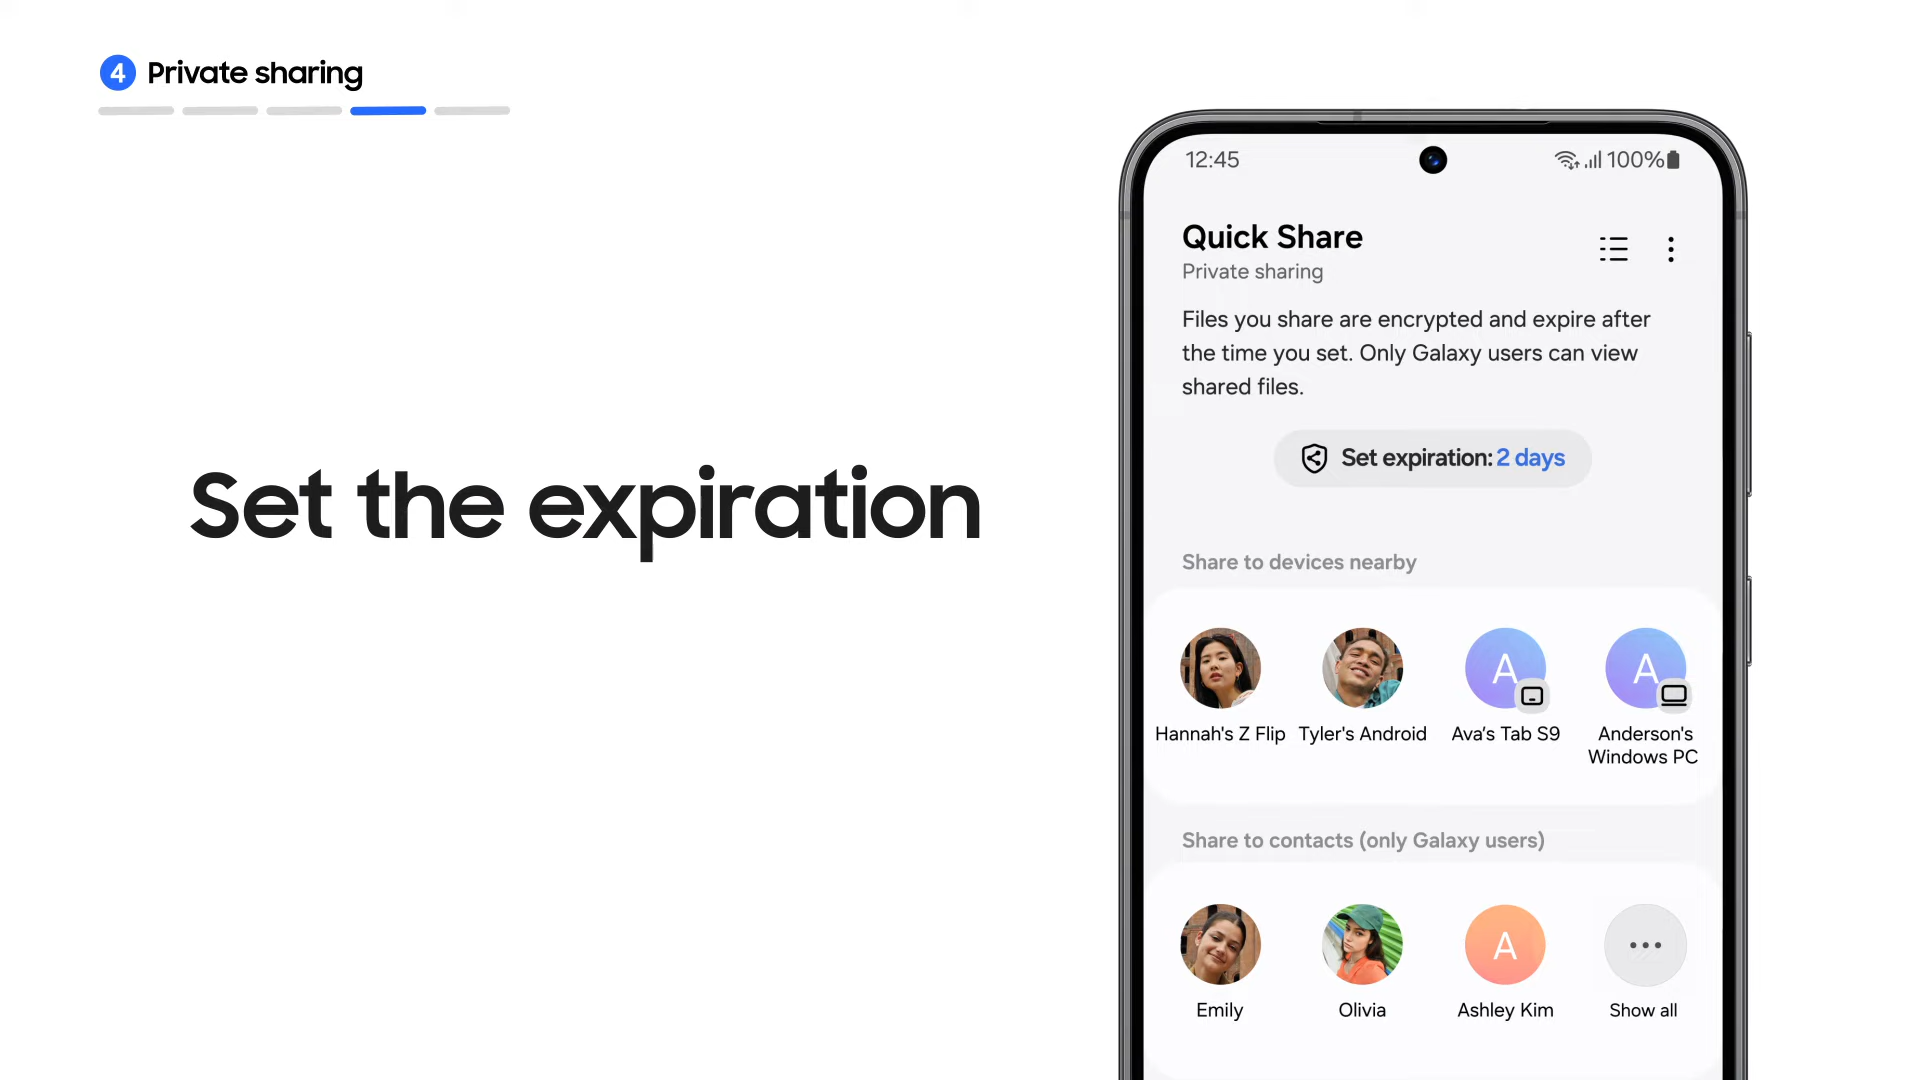 4 Private sharing
Set the expiration
12:45
100%
Quick Share
Private sharing
Files you share are encrypted and expire after
the time you set. Only Galaxy users can view
shared files.
Set expiration: 2 days
Share to devices nearby
A
A
Hannah's Z Flip
Tyler's Android
Ava's Tab S9
Anderson's
Windows PC
Share to contacts (only Galaxy users)
A
Emily
Olivia
Ashley Kim
Show all